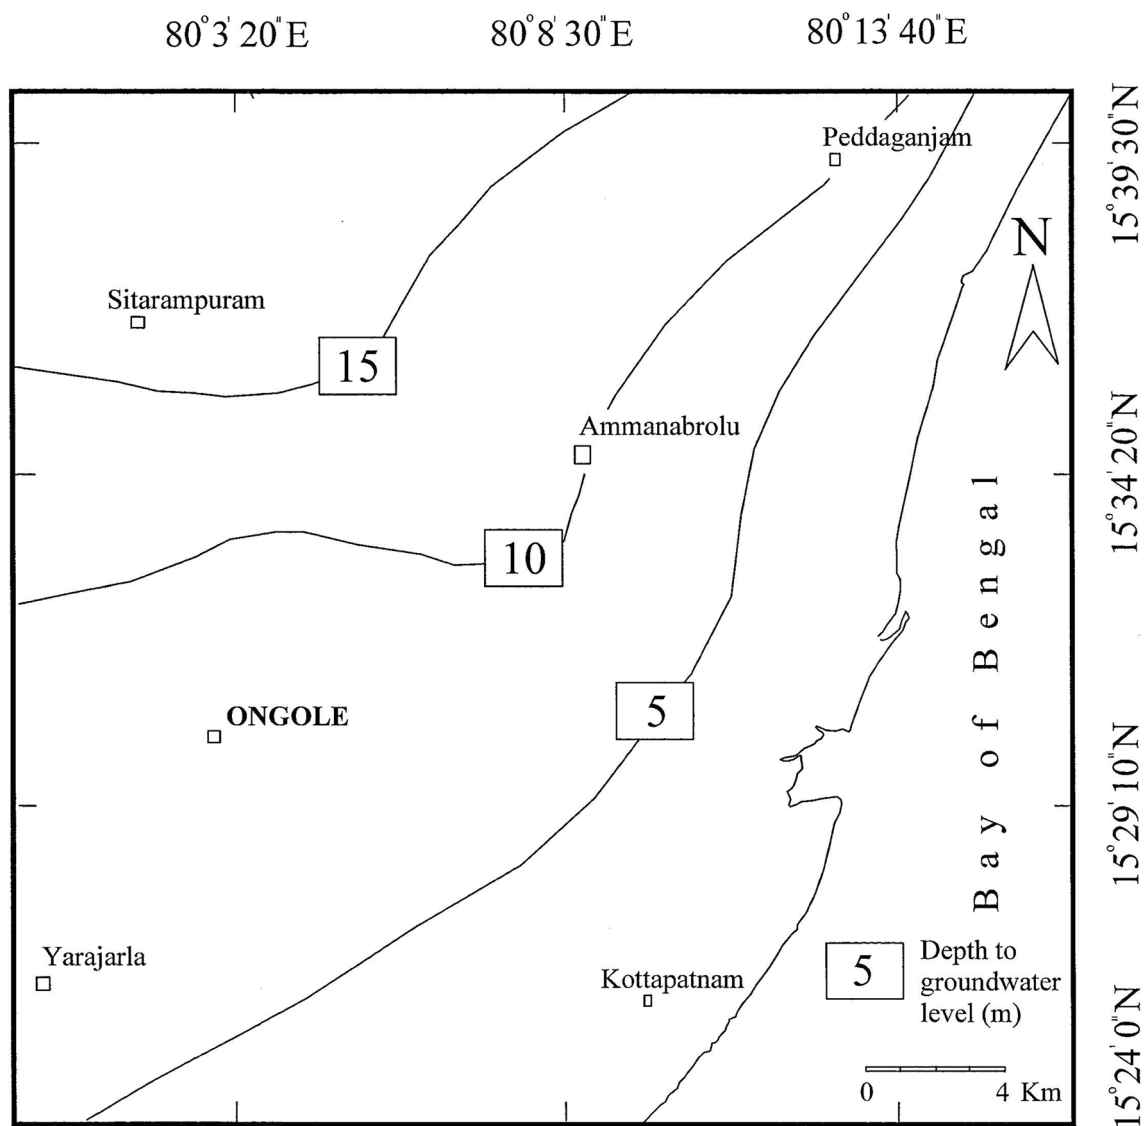 80°3'20"E 80°8'30"E 80°13'40"E
15°39'30"N
Peddaganjam
N
Sitarampuram
15
Ammanabrolu
15°34'20"N
10
Bay of Bengal
5
ONGOLE
15°29'10"N
Yarajarla
Kottapatnam
5
Depth to
groundwater
level (m)
15°24'0"N
0 4 Km